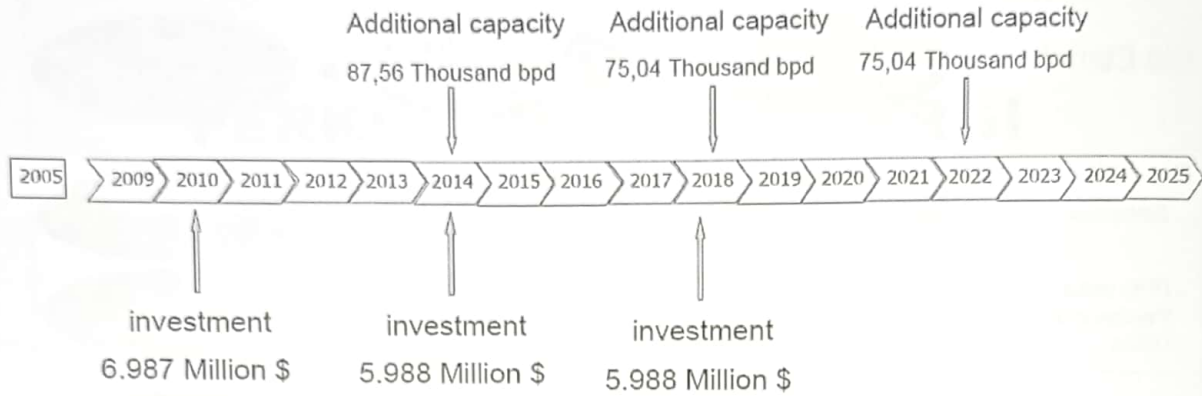 Additional capacity
87,56 Thousand bpd
Additional capacity
75,04 Thousand bpd
Additional capacity
75,04 Thousand bpd
2005 2009 2010 2011 2012 2013 2014 2015 2016 2017 2018 2019 2020 2021 2022 2023 2024 2025
investment
6.987 Million $
investment
5.988 Million $
investment
5.988 Million $